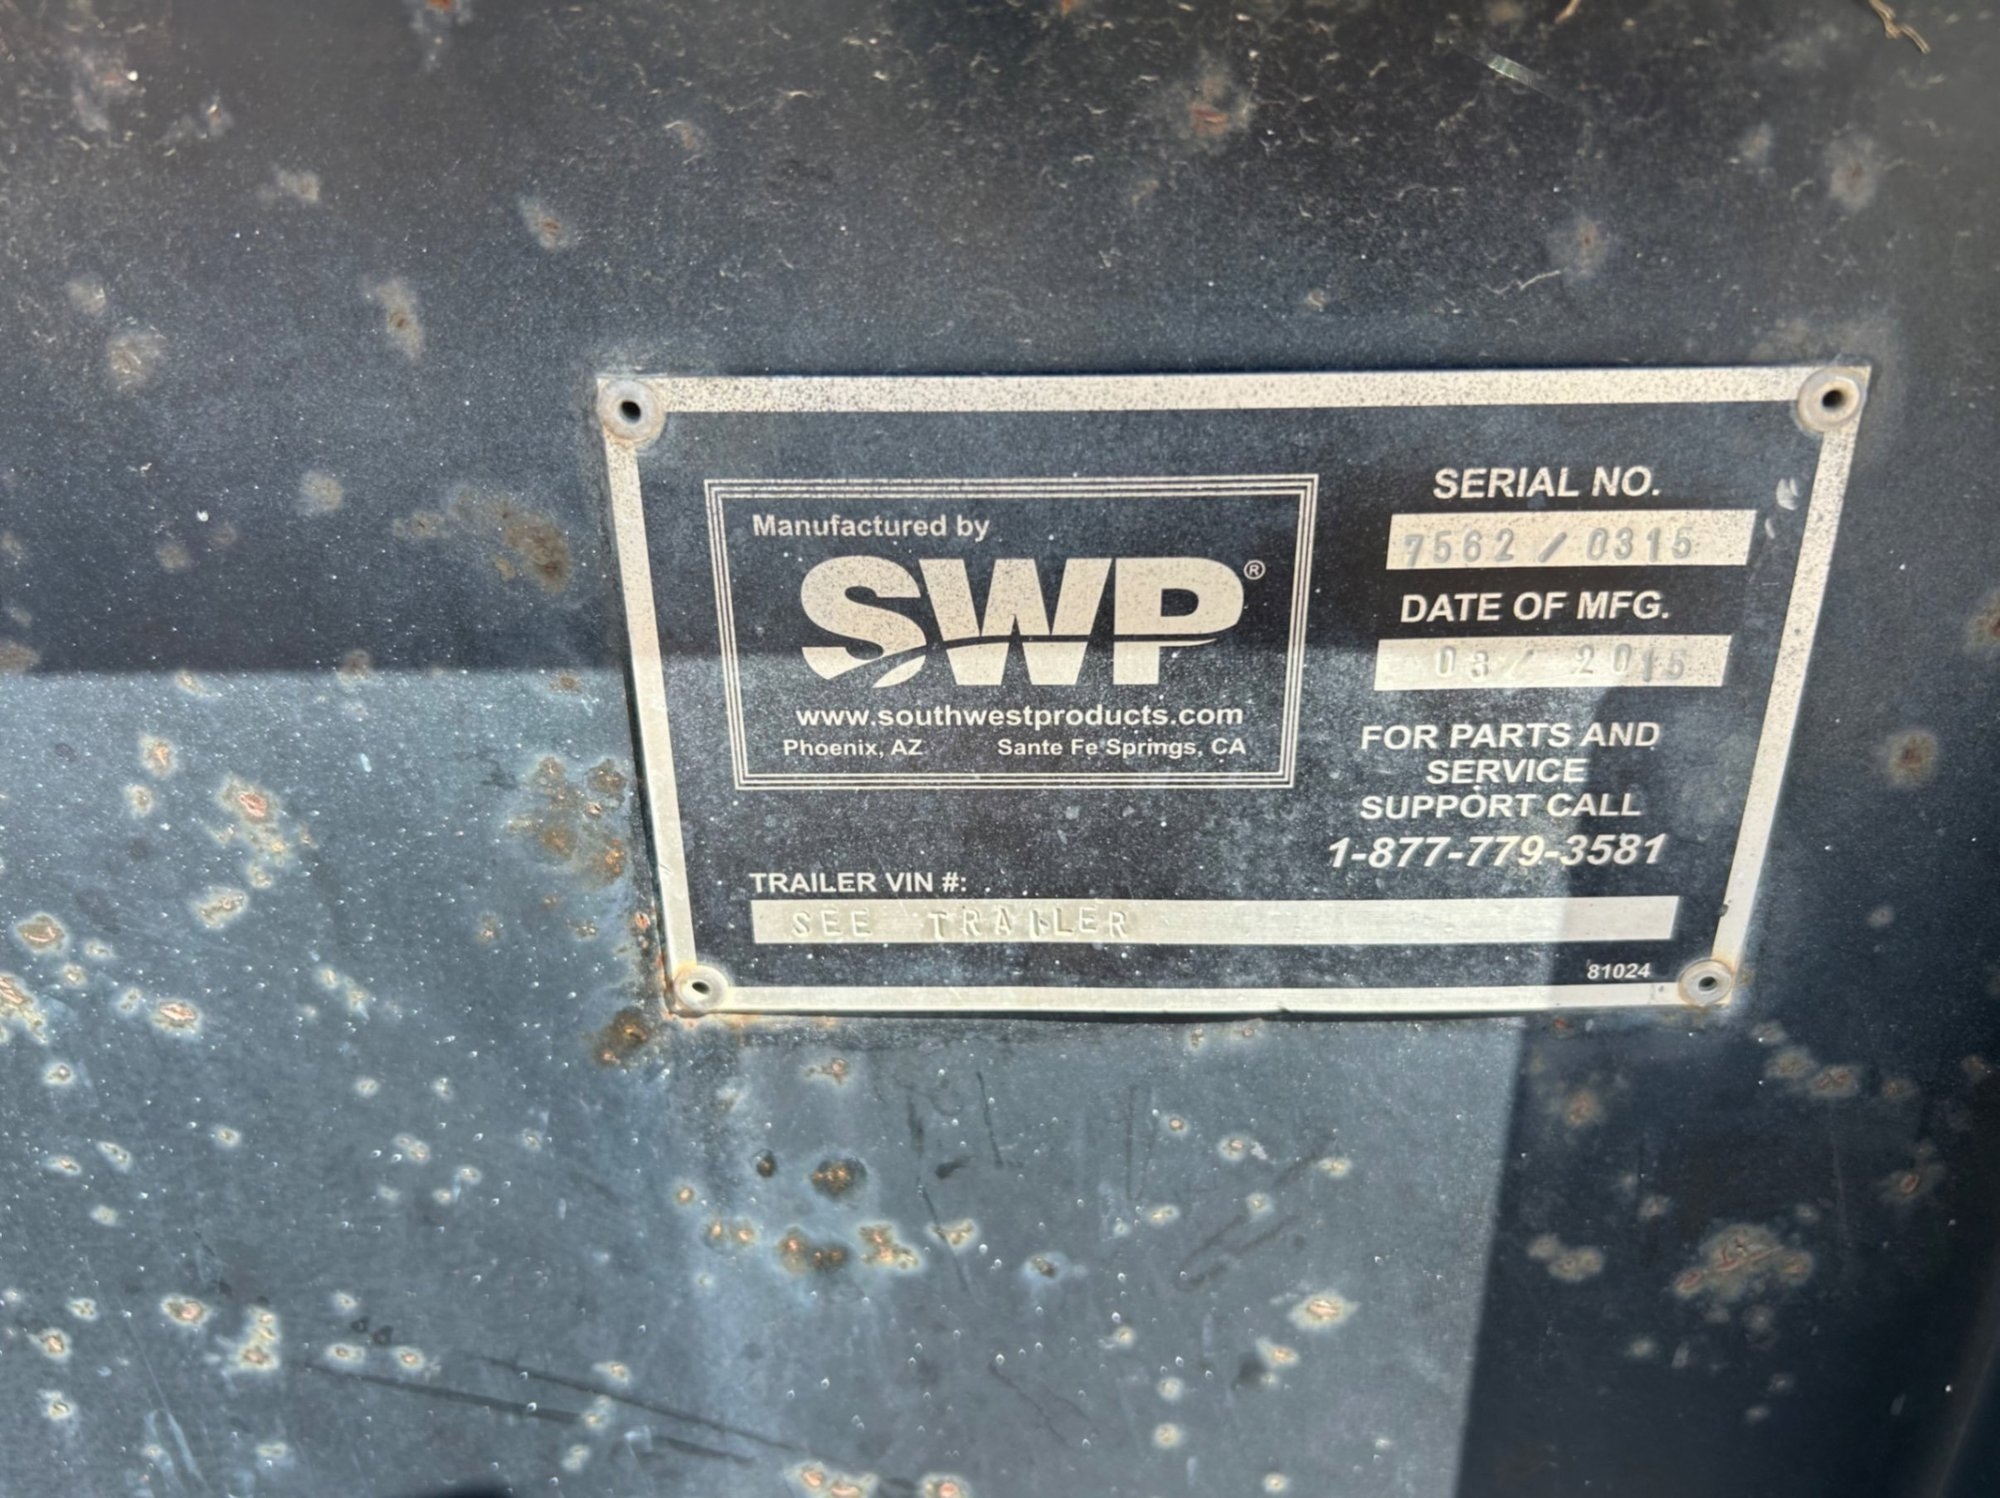 Manufactured by
SWP®
www.southwestproducts.com
Phoenix, AZ Sante Fe Springs, CA
SERIAL NO.
7562 / 0315
DATE OF MFG.
03 / 2015
FOR PARTS AND
SERVICE
SUPPORT CALL
1-877-779-3581
TRAILER VIN #:
SEE TRAILER
81024